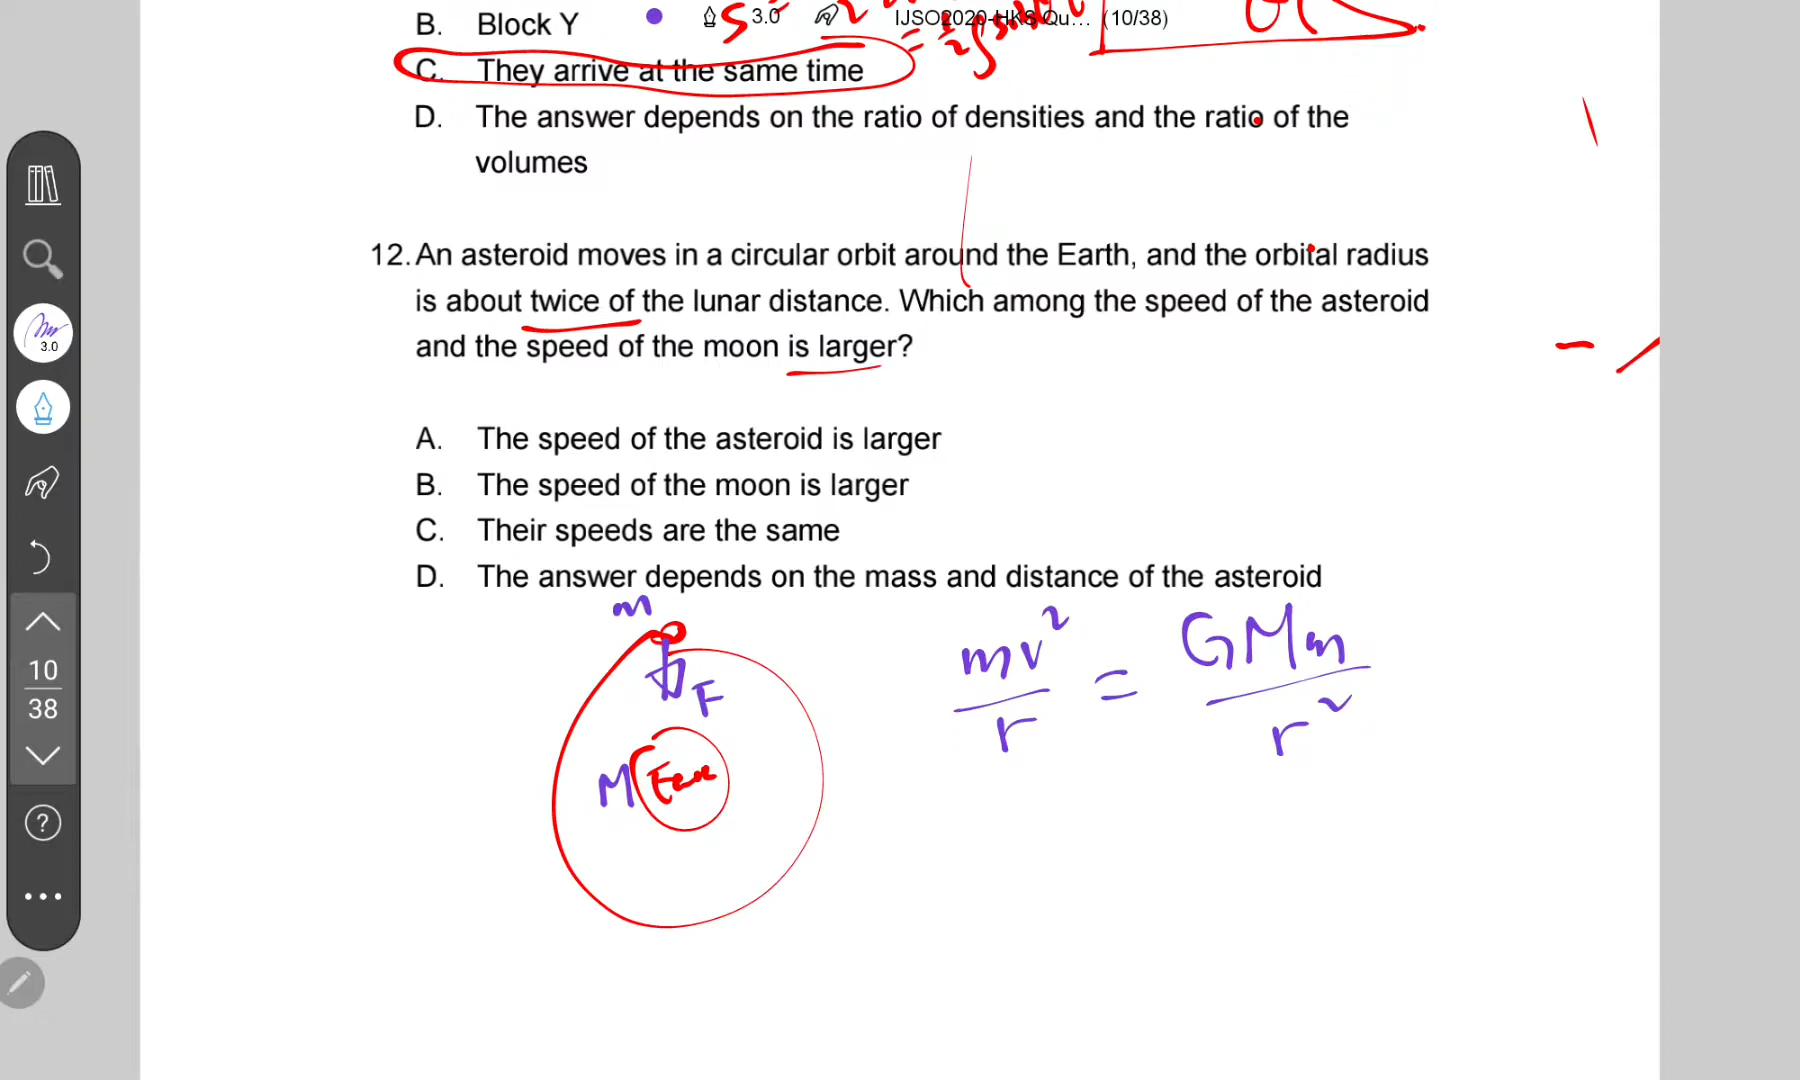 B. Block Y
3.0 IJSO2020-HKS Qu... (10/38)
C. They arrive at the same time
D. The answer depends on the ratio of densities and the ratio of the
volumes
12. An asteroid moves in a circular orbit around the Earth, and the orbital radius
is about twice of the lunar distance. Which among the speed of the asteroid
and the speed of the moon is larger?
3.0
A. The speed of the asteroid is larger
B. The speed of the moon is larger
C. Their speeds are the same
D. The answer depends on the mass and distance of the asteroid
m
mv² / r = GMm / r²
F
M
10
38
?